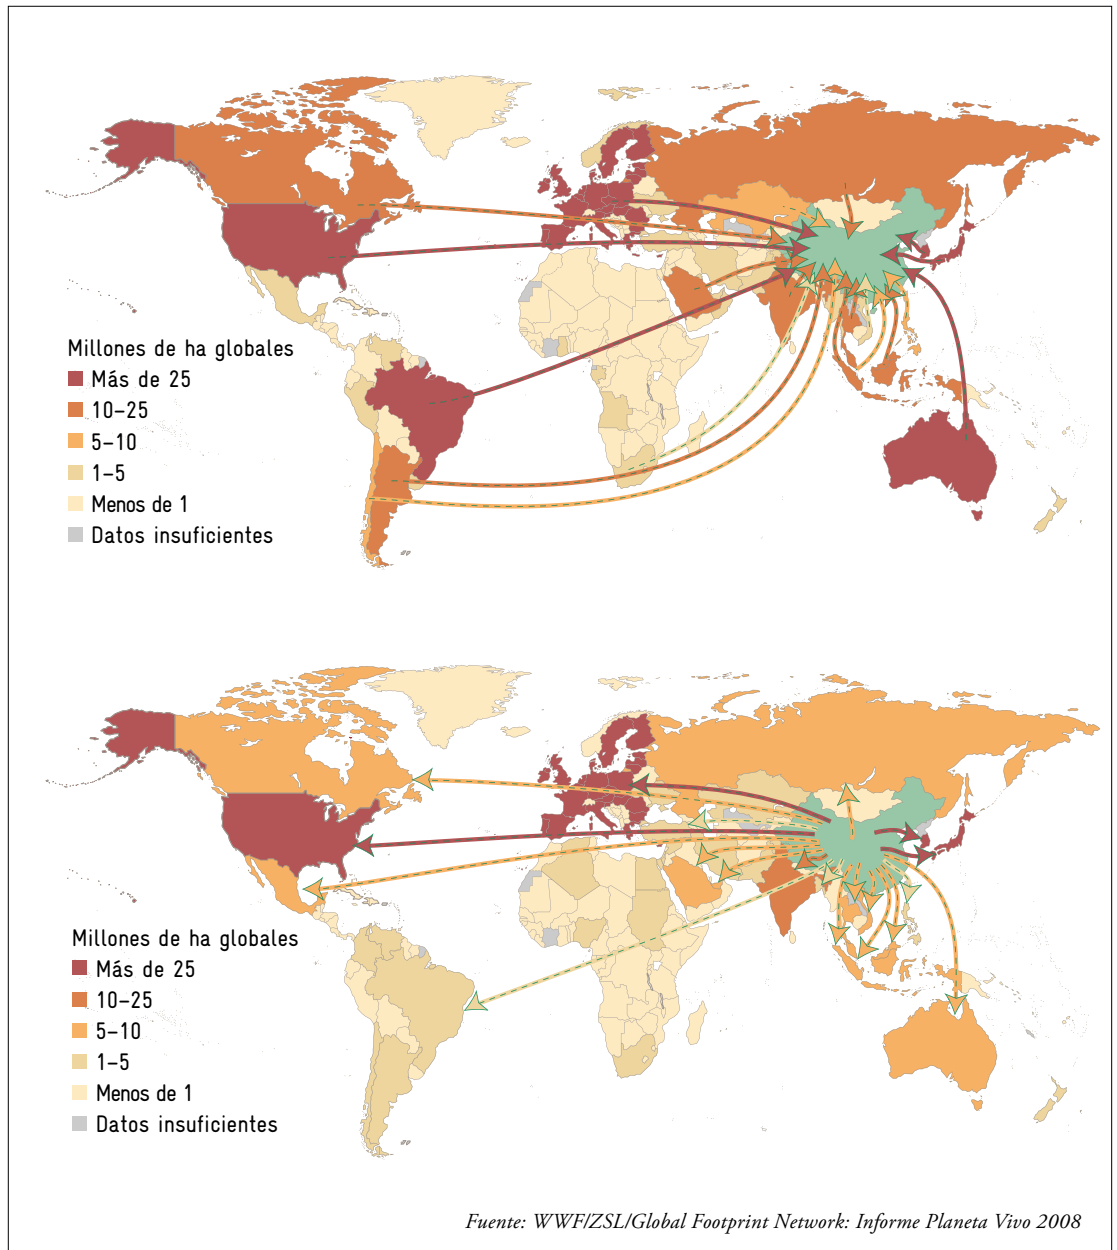 Millones de ha globales
Más de 25
10–25
5–10
1–5
Menos de 1
Datos insuficientes
Millones de ha globales
Más de 25
10–25
5–10
1–5
Menos de 1
Datos insuficientes
Fuente: WWF/ZSL/Global Footprint Network: Informe Planeta Vivo 2008